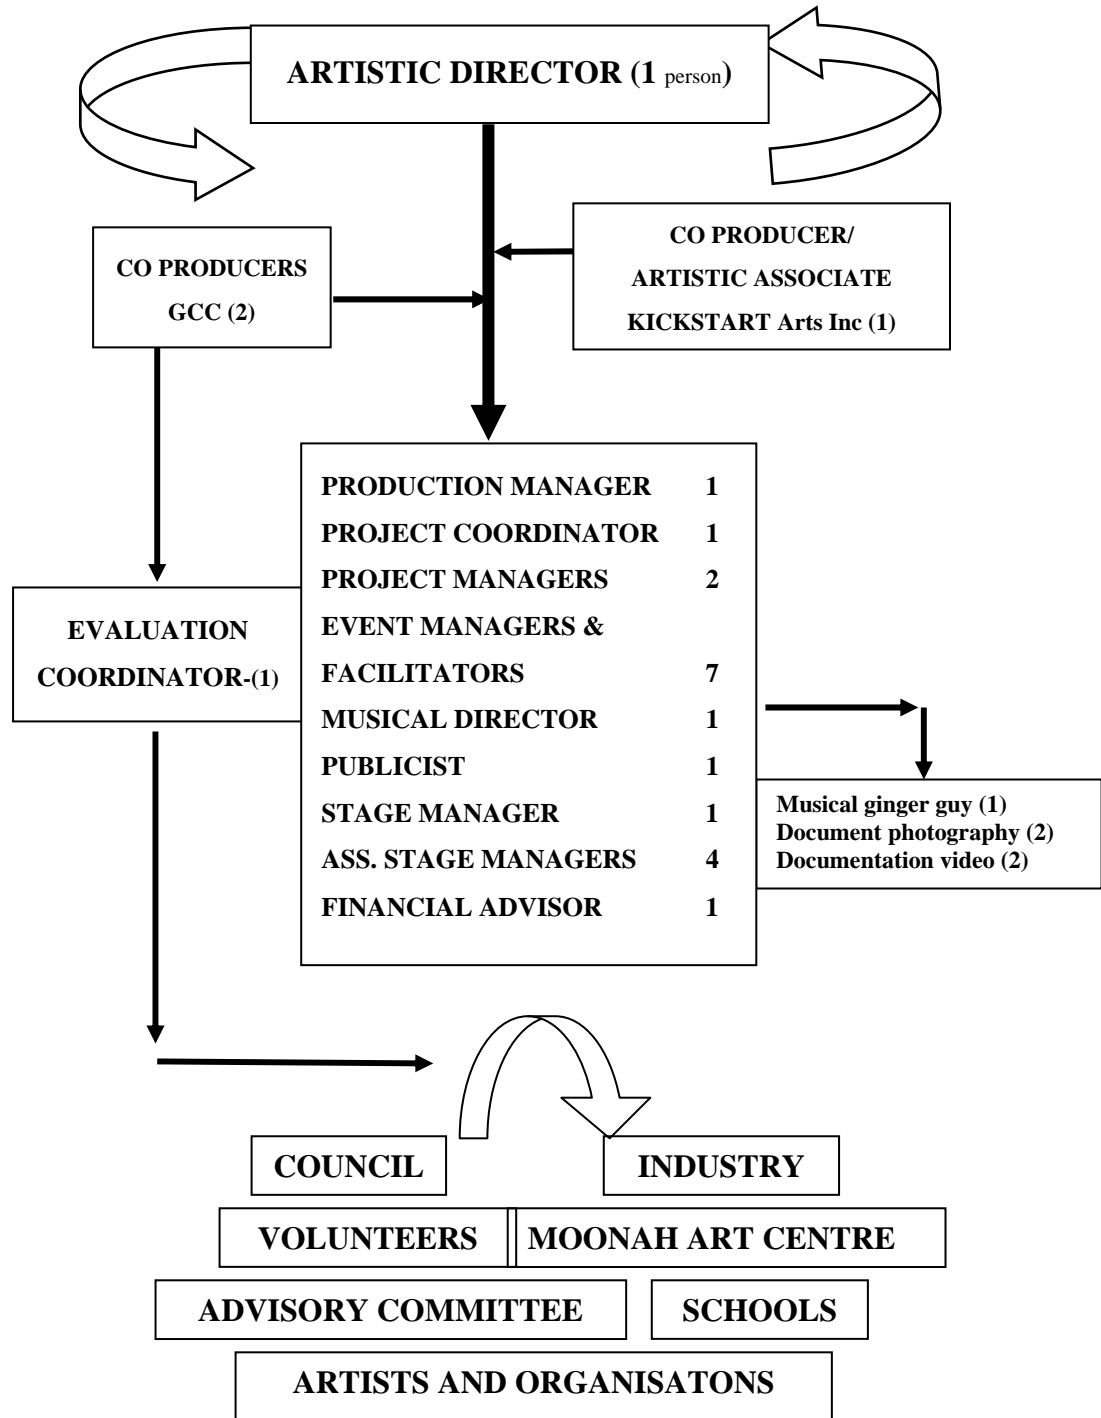 ARTISTIC DIRECTOR (1 person)
CO PRODUCERS
GCC (2)
CO PRODUCER/
ARTISTIC ASSOCIATE
KICKSTART Arts Inc (1)
PRODUCTION MANAGER 1
PROJECT COORDINATOR 1
PROJECT MANAGERS 2
EVENT MANAGERS &
FACILITATORS 7
MUSICAL DIRECTOR 1
PUBLICIST 1
STAGE MANAGER 1
ASS. STAGE MANAGERS 4
FINANCIAL ADVISOR 1
EVALUATION
COORDINATOR-(1)
Musical ginger guy (1)
Document photography (2)
Documentation video (2)
COUNCIL
INDUSTRY
VOLUNTEERS
MOONAH ART CENTRE
ADVISORY COMMITTEE
SCHOOLS
ARTISTS AND ORGANISATONS